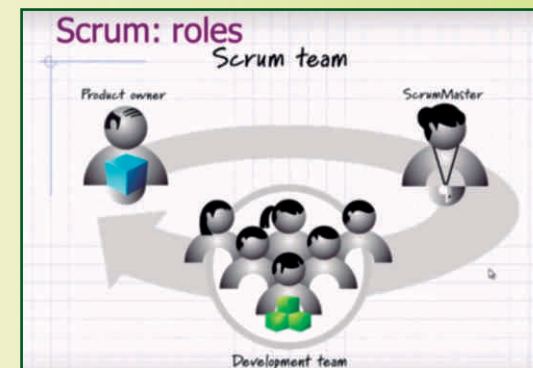 Scrum: roles
Scrum team
Product owner
ScrumMaster
Development team